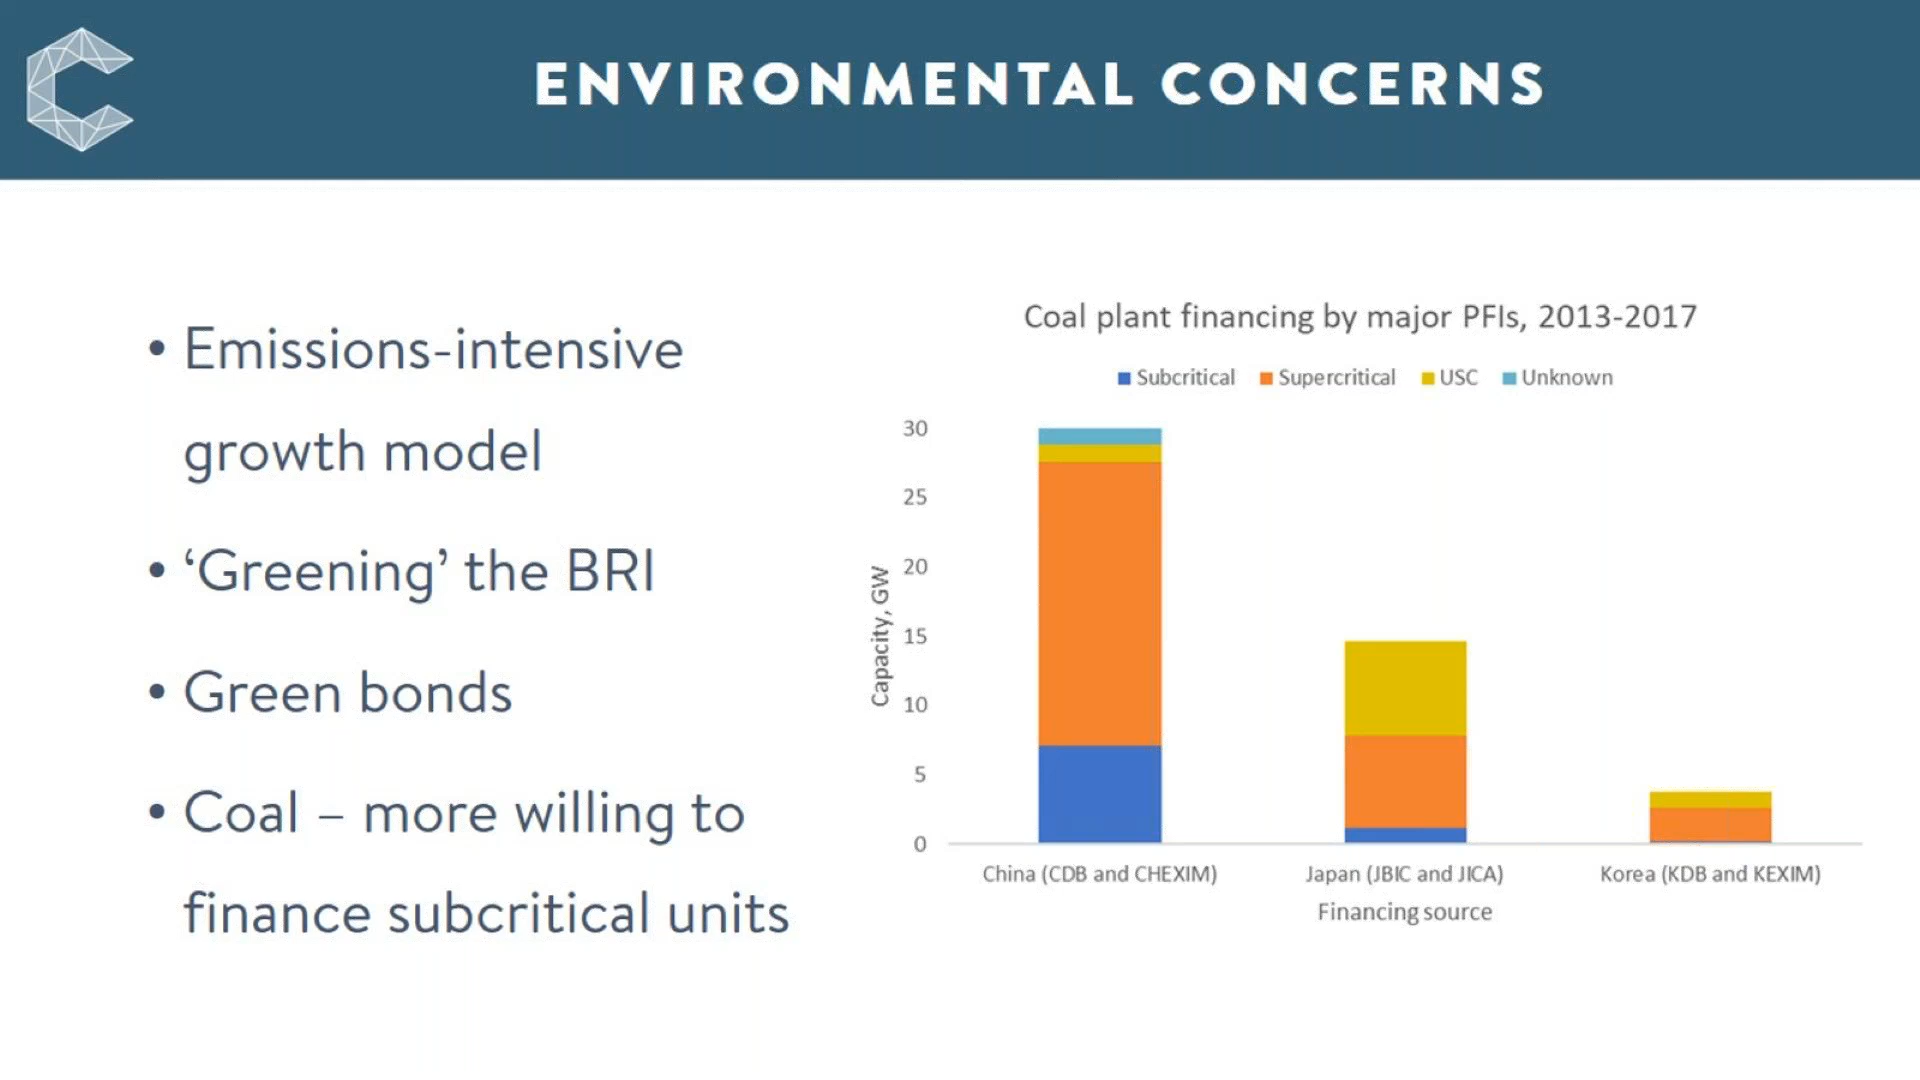 ENVIRONMENTAL CONCERNS
• Emissions-intensive
growth model
• ‘Greening’ the BRI
• Green bonds
• Coal – more willing to
finance subcritical units
Coal plant financing by major PFIs, 2013-2017
Subcritical Supercritical USC Unknown
30
25
20
15
10
5
0
Capacity, GW
China (CDB and CHEXIM) Japan (JBIC and JICA) Korea (KDB and KEXIM)
Financing source